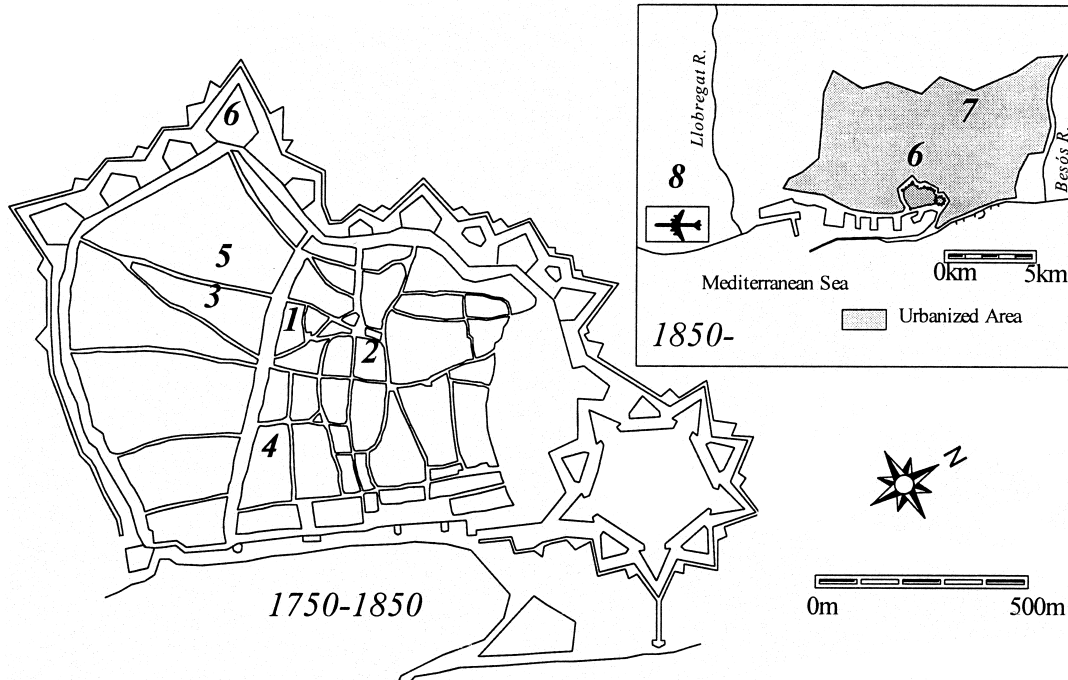 6
5
3
1
2
4
1750-1850
Llobregat R.
Besós R.
7
6
8
0km 5km
Mediterranean Sea
Urbanized Area
1850-
N
0m 500m